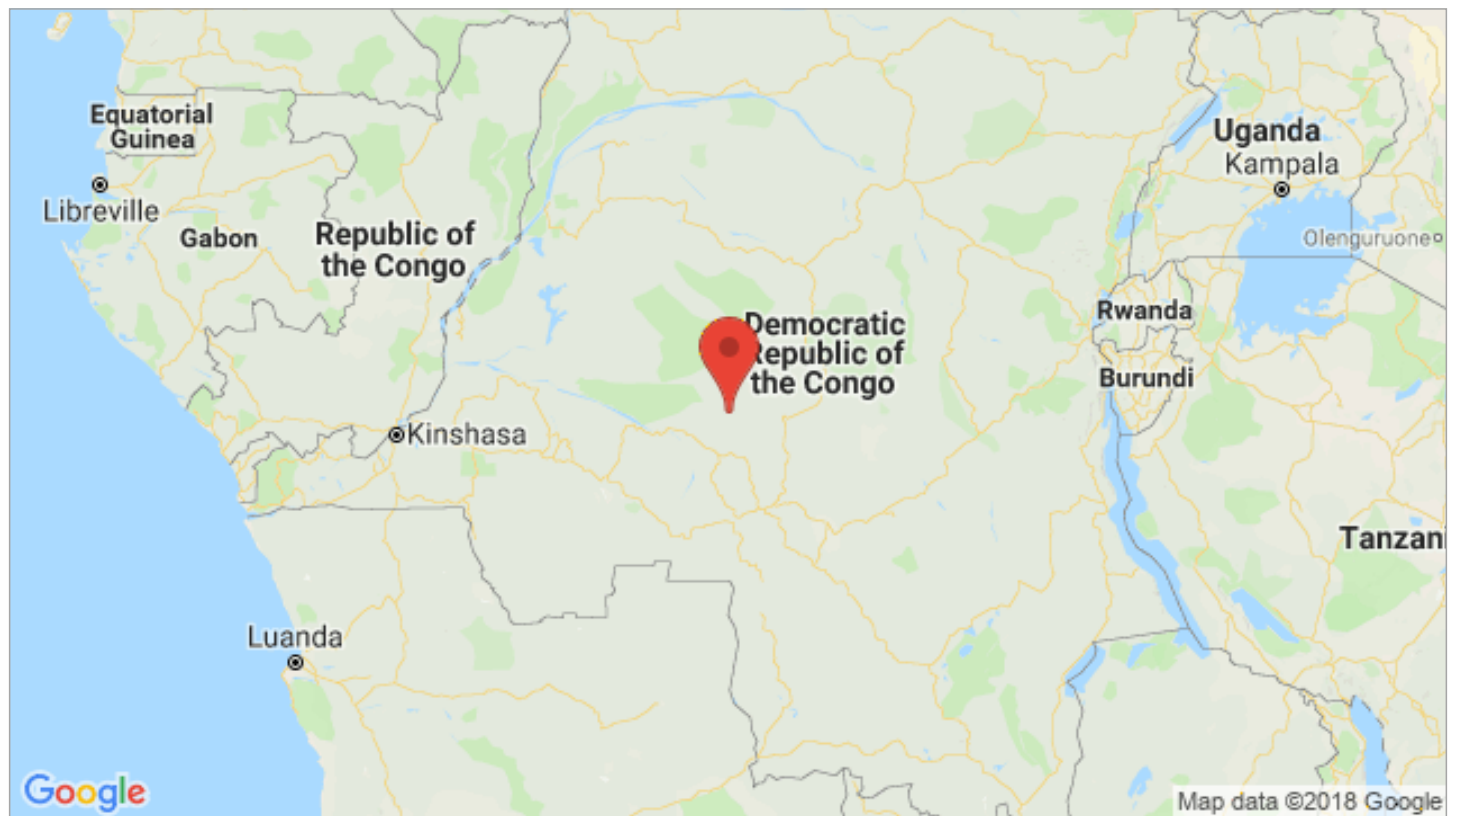 Equatorial
Guinea
Uganda
Kampala
Libreville
Gabon
Republic of
the Congo
Olenguruone
Rwanda
Democratic
Republic of
the Congo
Burundi
Kinshasa
Tanzani
Luanda
Google
Map data ©2018 Google